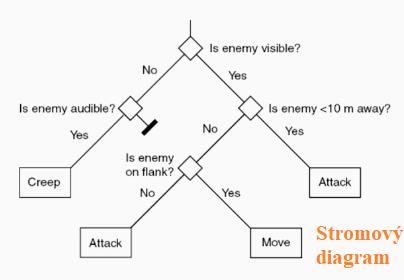 Is enemy visible?
No
Yes
Is enemy audible?
Is enemy <10 m away?
Yes
No
Yes
Is enemy
on flank?
Creep
Attack
No
Yes
Attack
Move
Stromový
diagram